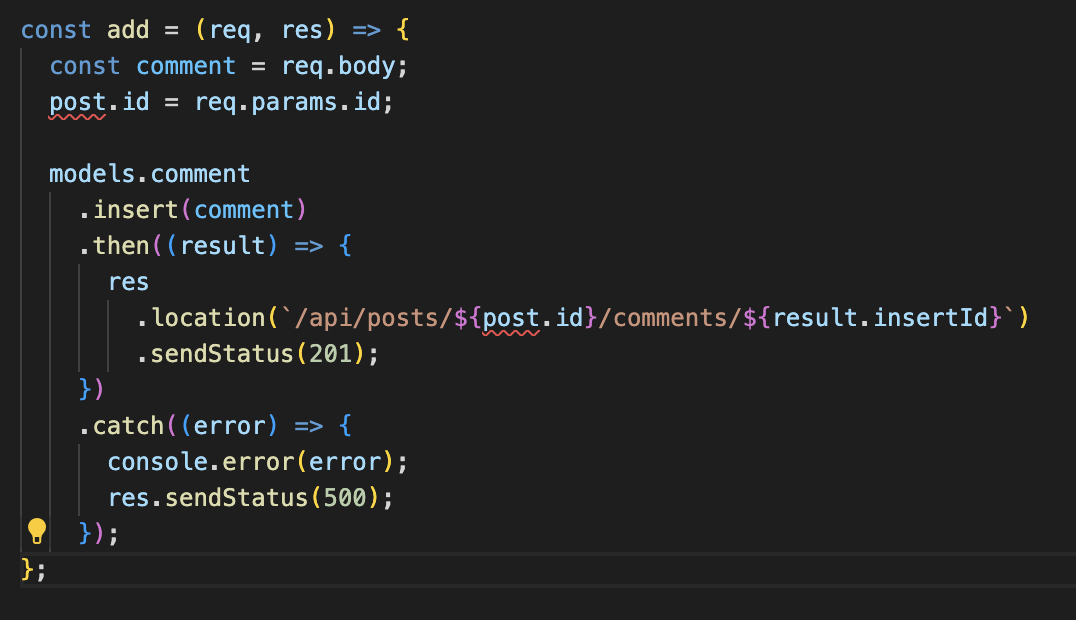 const add = (req, res) => {
  const comment = req.body;
  post.id = req.params.id;

  models.comment
    .insert(comment)
    .then((result) => {
      res
        .location(`/api/posts/${post.id}/comments/${result.insertId}`)
        .sendStatus(201);
    })
    .catch((error) => {
      console.error(error);
      res.sendStatus(500);
    });
};